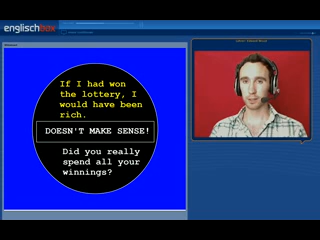 englischbox
If I had won
the lottery, I
would have been
rich.
DOESN'T MAKE SENSE!
Did you really
spend all your
winnings?